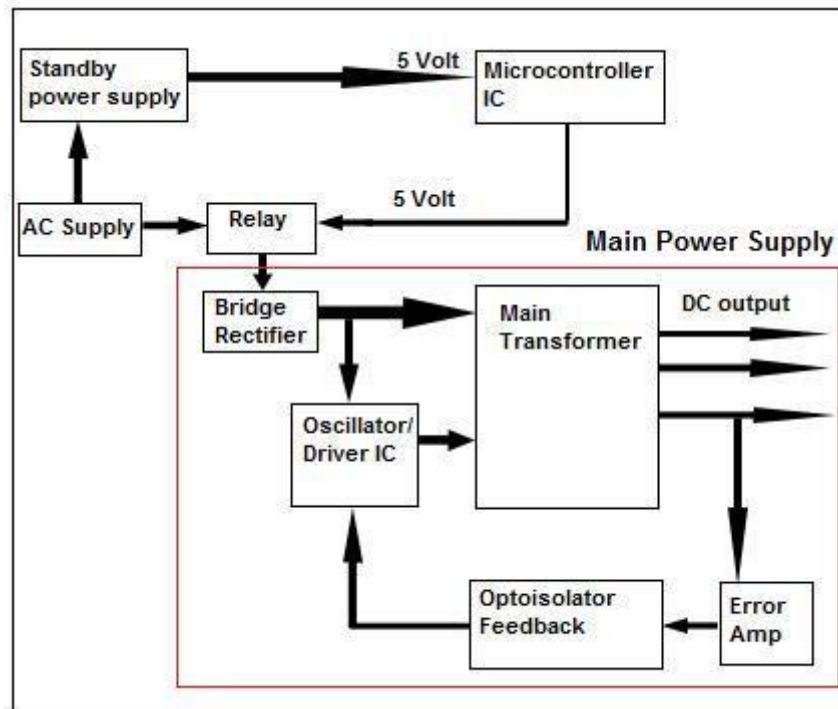 Standby
power supply
5 Volt
Microcontroller
IC
AC Supply
Relay
5 Volt
Main Power Supply
Bridge
Rectifier
Main
Transformer
DC output
Oscillator/
Driver IC
Optoisolator
Feedback
Error
Amp